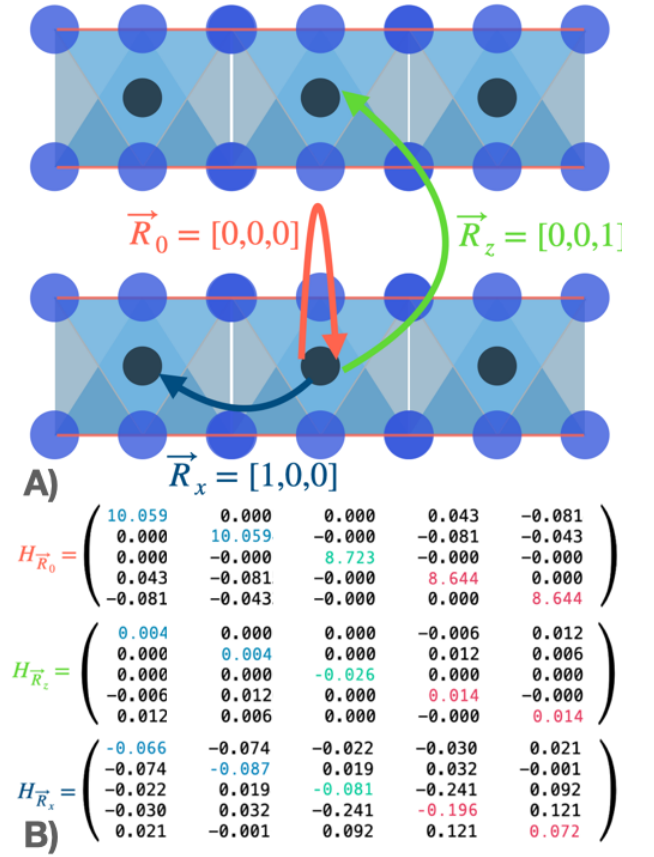 R₀ = [0,0,0]
R_z = [0,0,1]
R_x = [1,0,0]
A)
H_R₀ =
10.059 0.000 0.000 0.043 -0.081
0.000 10.059 -0.000 -0.081 -0.043
0.000 -0.000 8.723 -0.000 -0.000
0.043 -0.081 -0.000 8.644 0.000
-0.081 -0.043 -0.000 0.000 8.644
H_R_z =
0.004 0.000 0.000 -0.006 0.012
0.000 0.004 0.000 0.012 0.006
0.000 0.000 -0.026 0.000 0.000
-0.006 0.012 0.000 0.014 -0.000
0.012 0.006 0.000 -0.000 0.014
H_R_x =
-0.066 -0.074 -0.022 -0.030 0.021
-0.074 -0.087 0.019 0.032 -0.001
-0.022 0.019 -0.081 -0.241 0.092
-0.030 0.032 -0.241 -0.196 0.121
0.021 -0.001 0.092 0.121 0.072
B)